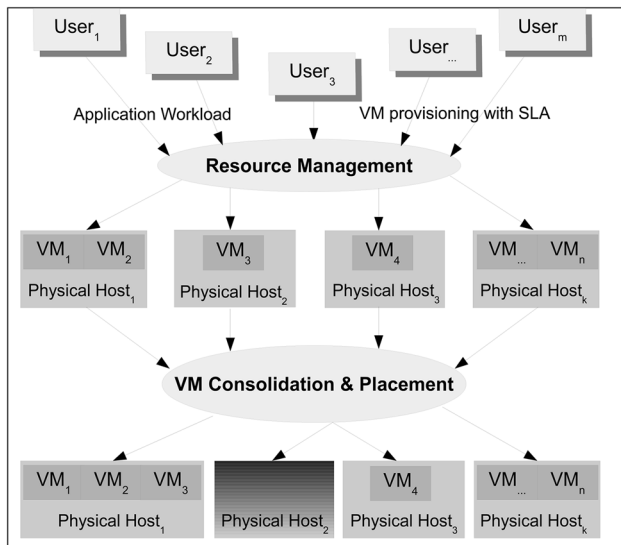 User₁
User₂
User₃
User...
Userₘ
Application Workload
VM provisioning with SLA
Resource Management
VM₁ VM₂
VM₃
VM₄
VM... VMₙ
Physical Host₁
Physical Host₂
Physical Host₃
Physical Hostₖ
VM Consolidation & Placement
VM₁ VM₂ VM₃
VM₄
VM... VMₙ
Physical Host₁
Physical Host₂
Physical Host₃
Physical Hostₖ